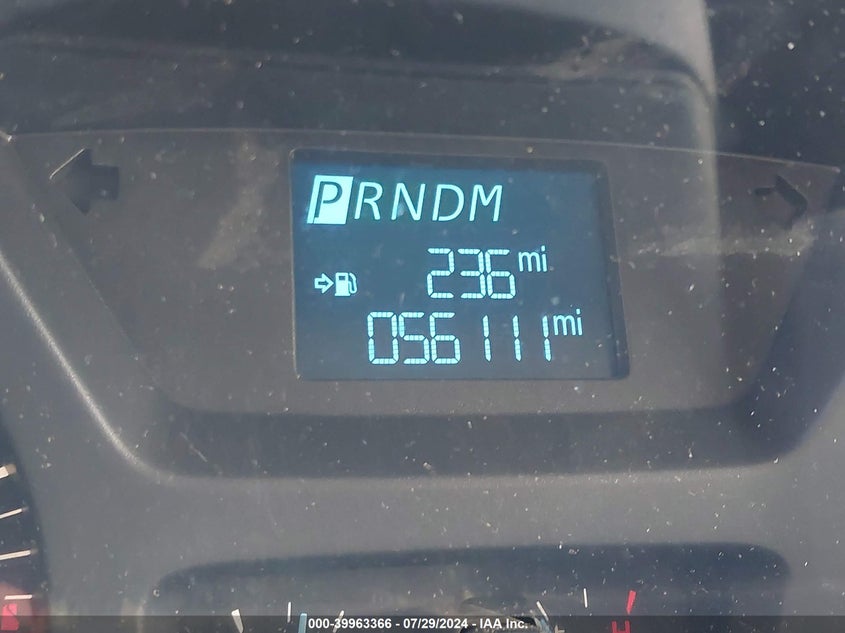 PRNDM
236 mi
056111 mi
H
000-39963366 - 07/29/2024 - IAA Inc.